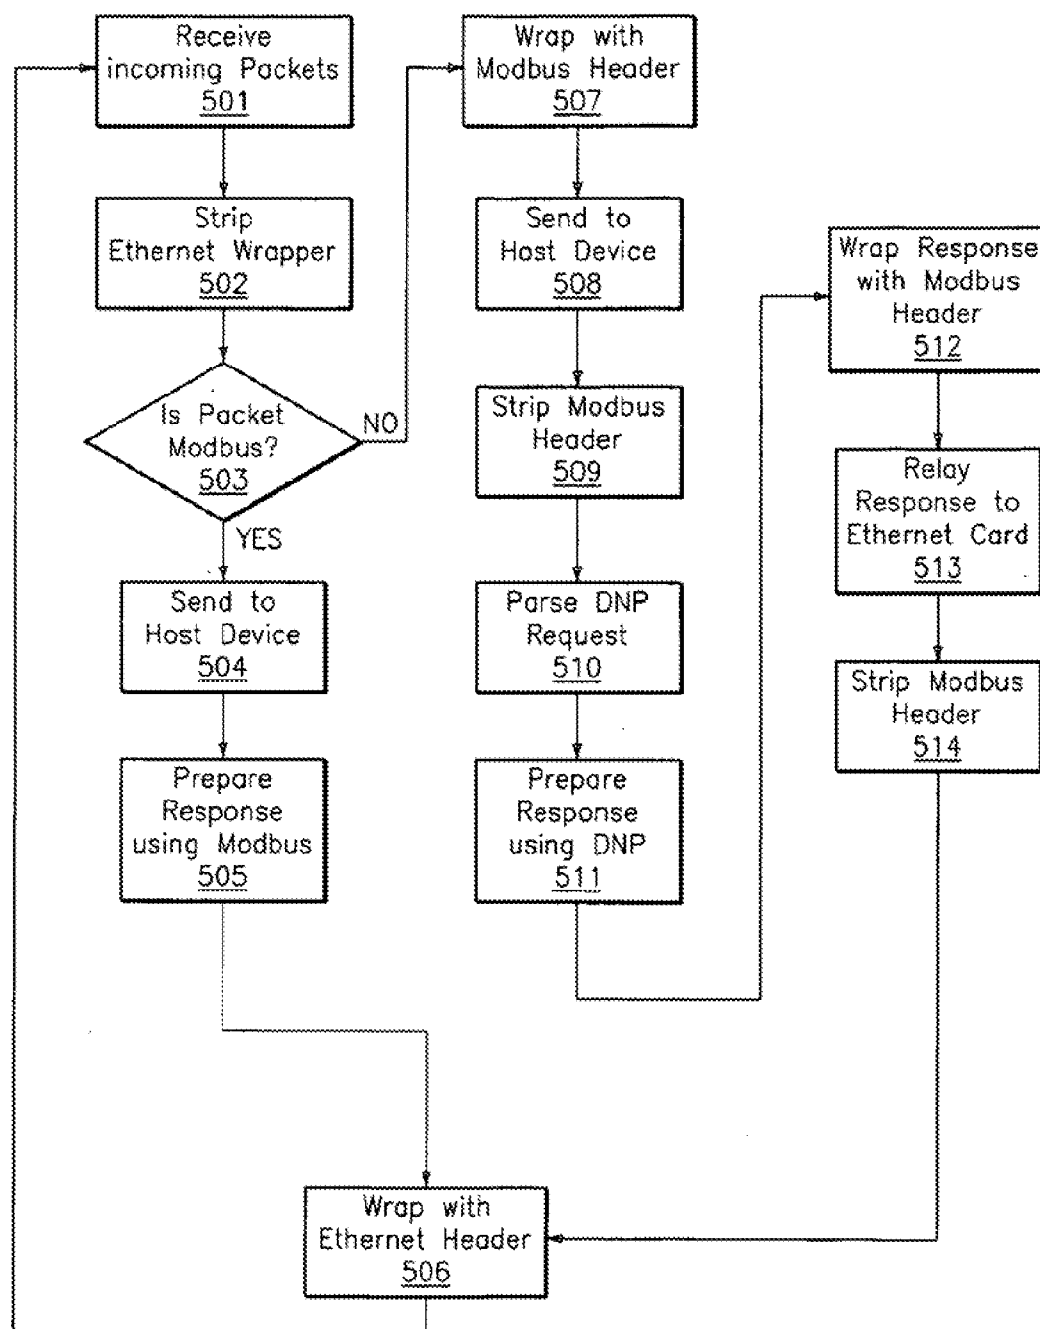 Receive
incoming Packets
501
Strip
Ethernet Wrapper
502
Is Packet
Modbus?
503
NO
YES
Send to
Host Device
504
Prepare
Response
using Modbus
505
Wrap with
Ethernet Header
506
Wrap with
Modbus Header
507
Send to
Host Device
508
Strip Modbus
Header
509
Parse DNP
Request
510
Prepare
Response
using DNP
511
Wrap Response
with Modbus
Header
512
Relay
Response to
Ethernet Card
513
Strip Modbus
Header
514